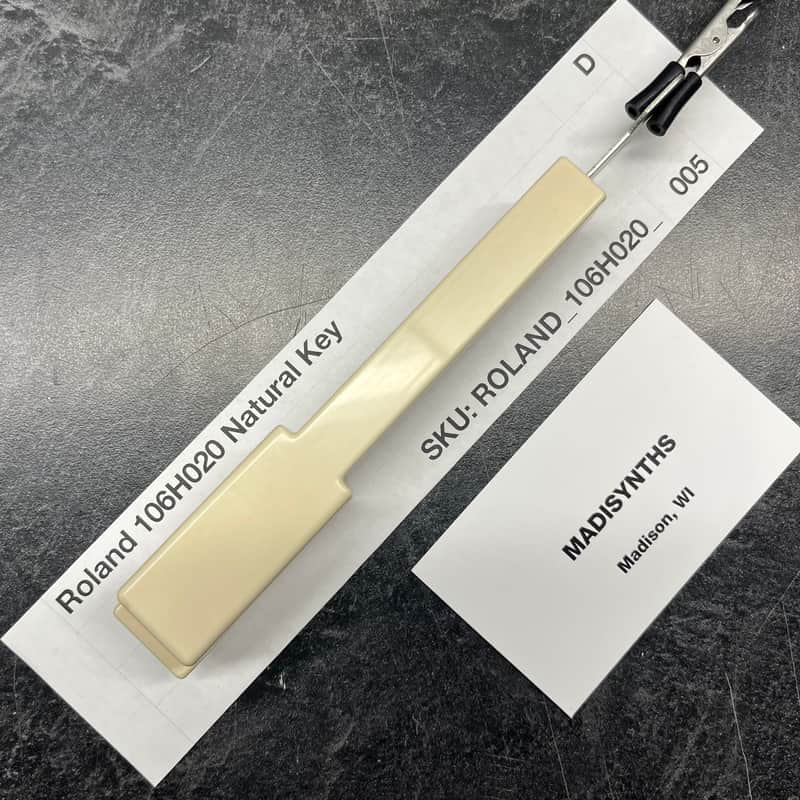 D
Roland 106H020 Natural Key
SKU: ROLAND_106H020_ 005
MADISYNTHS
Madison, WI